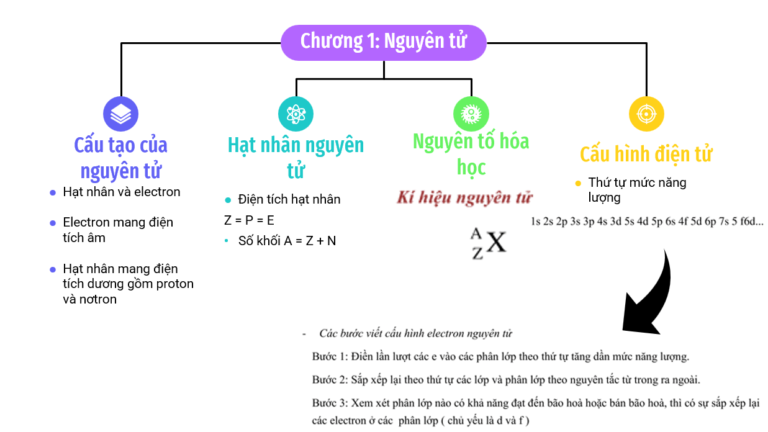 Chương 1: Nguyên tử
Cấu tạo của
nguyên tử
Hạt nhân và electron
Electron mang điện
tích âm
Hạt nhân mang điện
tích dương gồm proton
và nơtron
Hạt nhân nguyên
tử
Điện tích hạt nhân
Z = P = E
Số khối A = Z + N
Nguyên tố hóa
học
Kí hiệu nguyên tử
A
Z X
Cấu hình điện tử
Thứ tự mức năng
lượng
1s 2s 2p 3s 3p 4s 3d 5s 4d 5p 6s 4f 5d 6p 7s 5 f6d...
- Các bước viết cấu hình electron nguyên tử
Bước 1: Điền lần lượt các e vào các phân lớp theo thứ tự tăng dần mức năng lượng.
Bước 2: Sắp xếp lại theo thứ tự các lớp và phân lớp theo nguyên tắc từ trong ra ngoài.
Bước 3: Xem xét phân lớp nào có khả năng đạt đến bão hoà hoặc bán bão hoà, thì có sự sắp xếp lại
các electron ở các phân lớp ( chủ yếu là d và f )